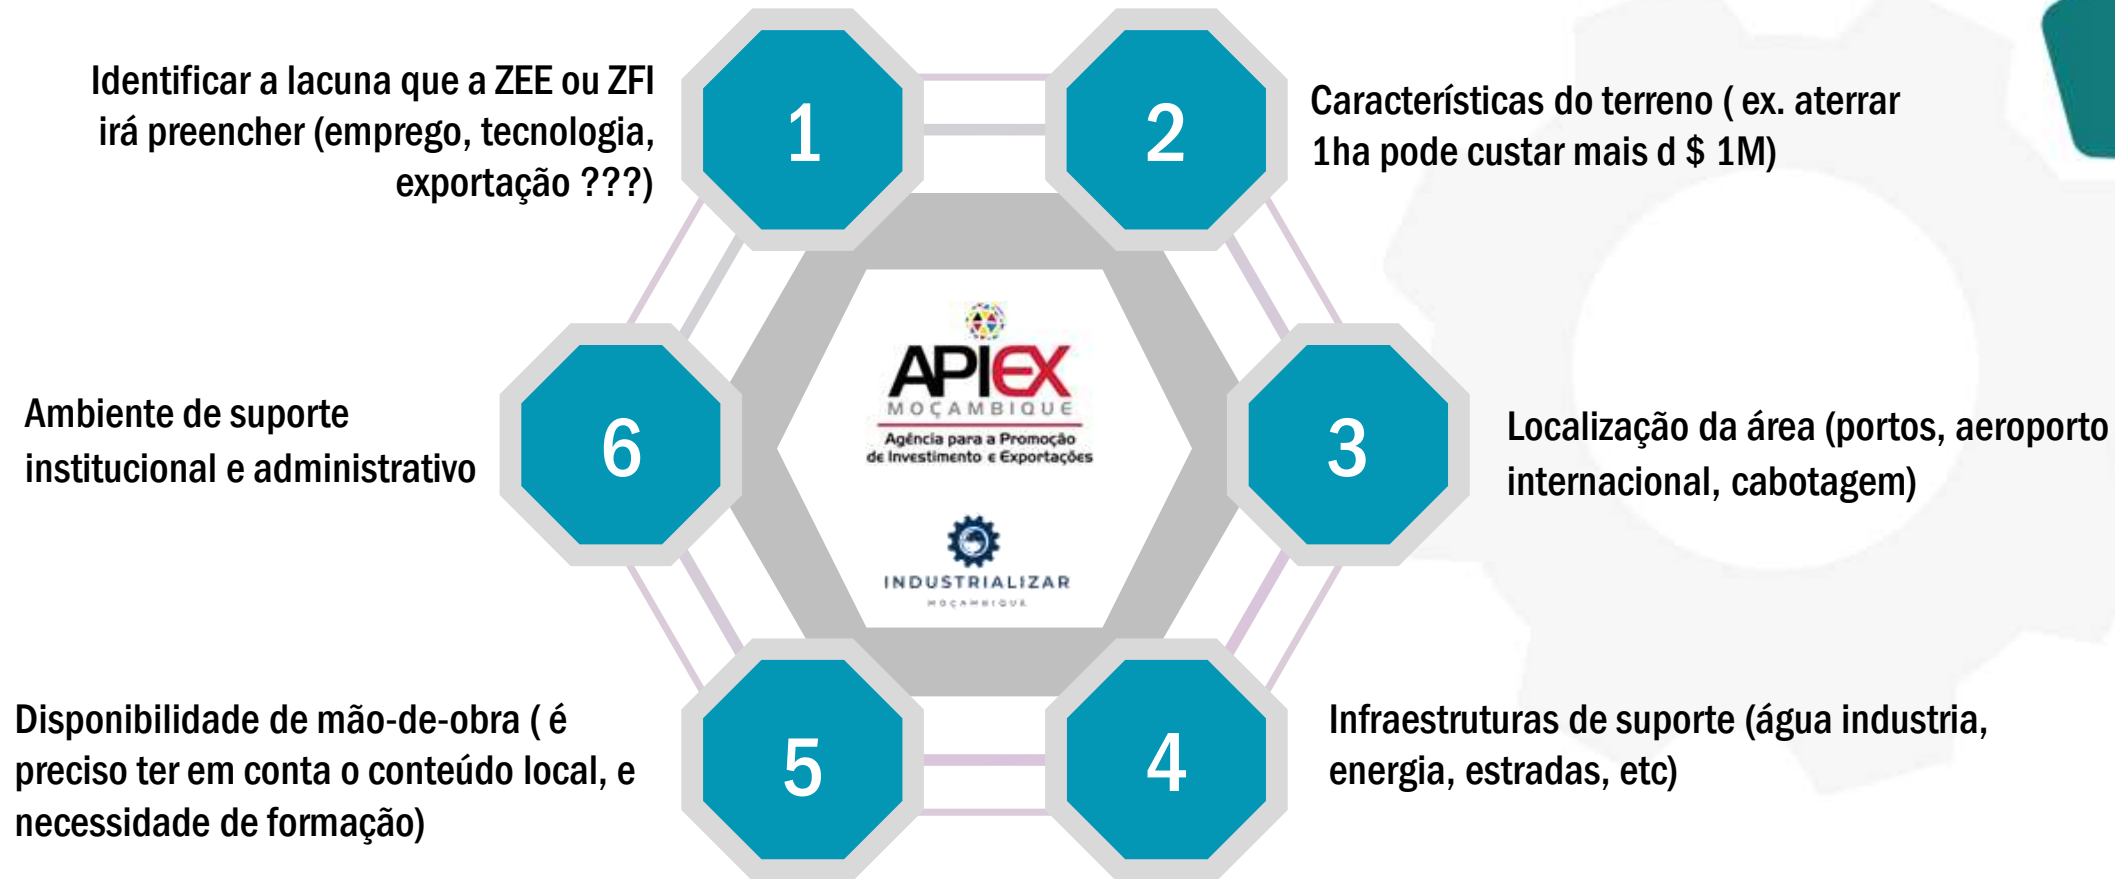 1
Identificar a lacuna que a ZEE ou ZFI
irá preencher (emprego, tecnologia,
exportação ???)
2
Características do terreno ( ex. aterrar
1ha pode custar mais d $ 1M)
3
Localização da área (portos, aeroporto
internacional, cabotagem)
4
Infraestruturas de suporte (água industria,
energia, estradas, etc)
5
Disponibilidade de mão-de-obra ( é
preciso ter em conta o conteúdo local, e
necessidade de formação)
6
Ambiente de suporte
institucional e administrativo
APIEX
MOÇAMBIQUE
Agência para a Promoção
de Investimento e Exportações
INDUSTRIALIZAR
MOÇAMBIQUE